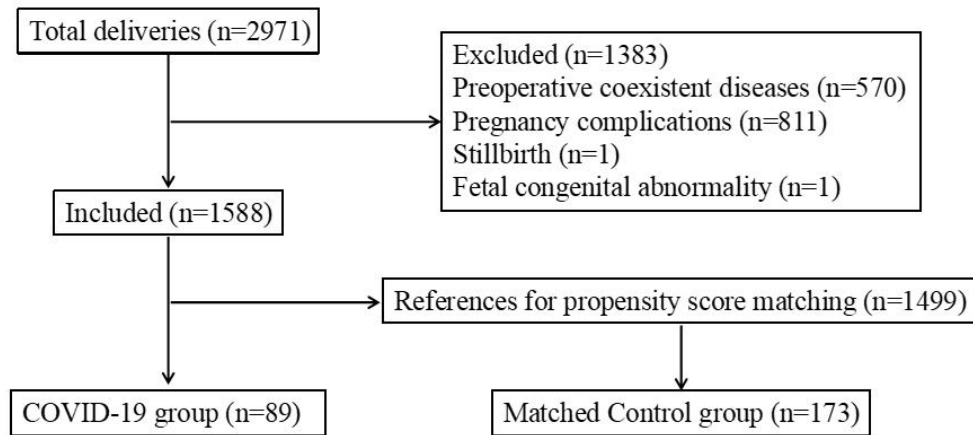 Total deliveries (n=2971)
Excluded (n=1383)
Preoperative coexistent diseases (n=570)
Pregnancy complications (n=811)
Stillbirth (n=1)
Fetal congenital abnormality (n=1)
Included (n=1588)
References for propensity score matching (n=1499)
COVID-19 group (n=89)
Matched Control group (n=173)